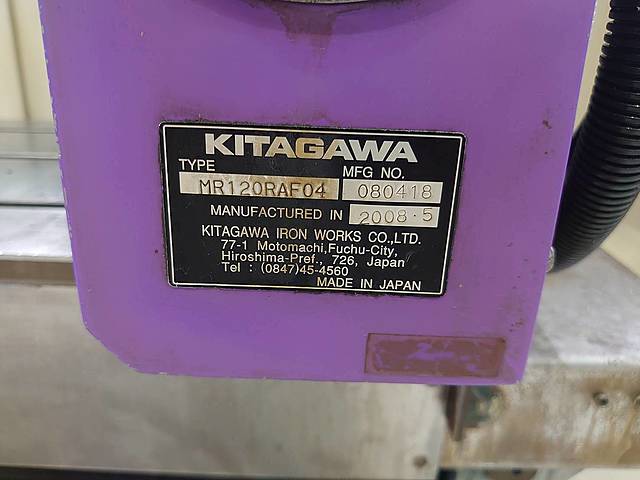 KITAGAWA
TYPE MFG NO.
MR120RAF04 080418
MANUFACTURED IN 2008·5
KITAGAWA IRON WORKS CO.,LTD.
77-1 Motomachi,Fuchu-City,
Hiroshima-Pref., 726, Japan
Tel : (0847)45-4560
MADE IN JAPAN